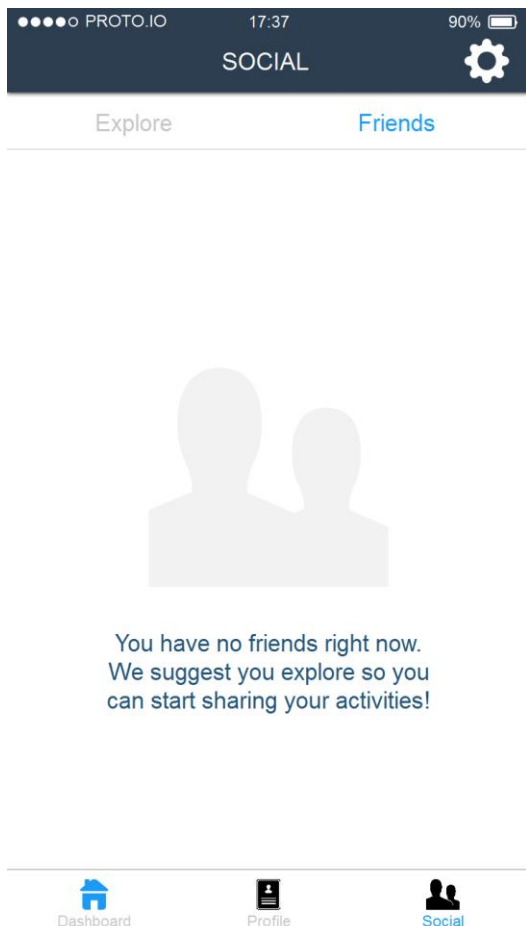 PROTO.IO 17:37 90%
SOCIAL
Explore Friends
You have no friends right now.
We suggest you explore so you
can start sharing your activities!
Dashboard Profile Social